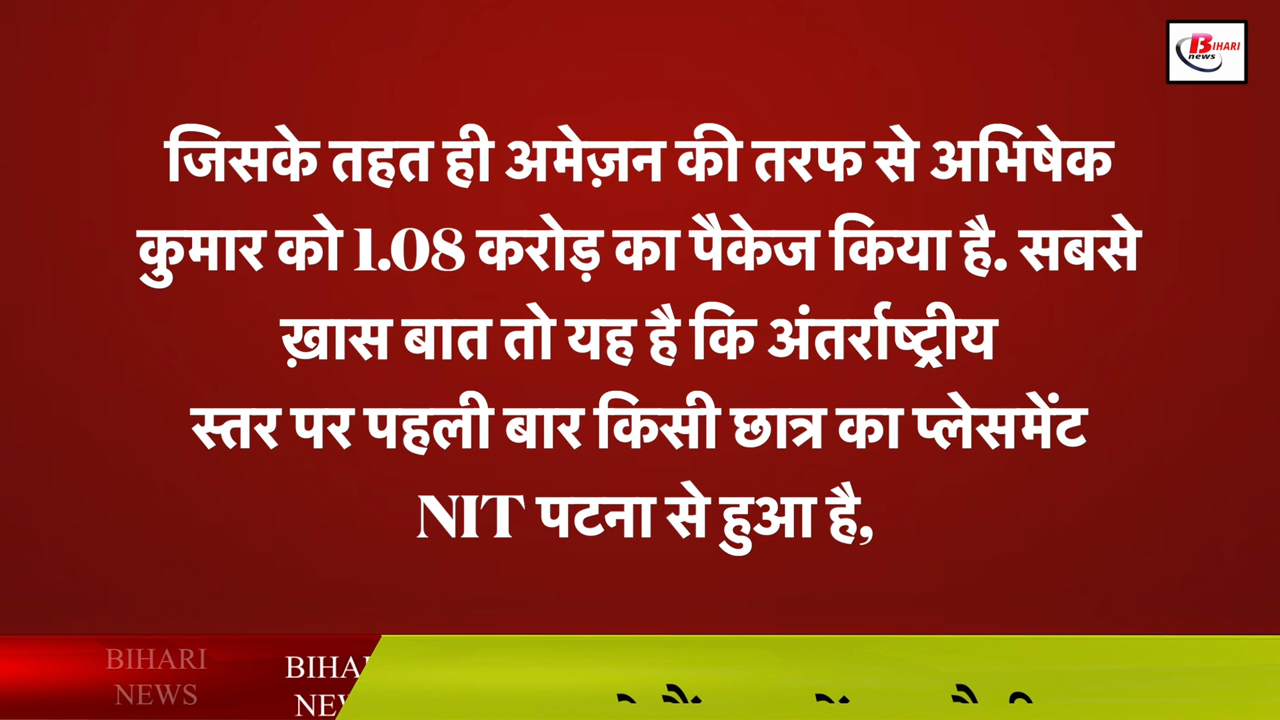 BIHARI
news
जिसके तहत ही अमेज़न की तरफ से अभिषेक
कुमार को 1.08 करोड़ का पैकेज किया है. सबसे
ख़ास बात तो यह है कि अंतर्राष्ट्रीय
स्तर पर पहली बार किसी छात्र का प्लेसमेंट
NIT पटना से हुआ है,
BIHARI
NEWS